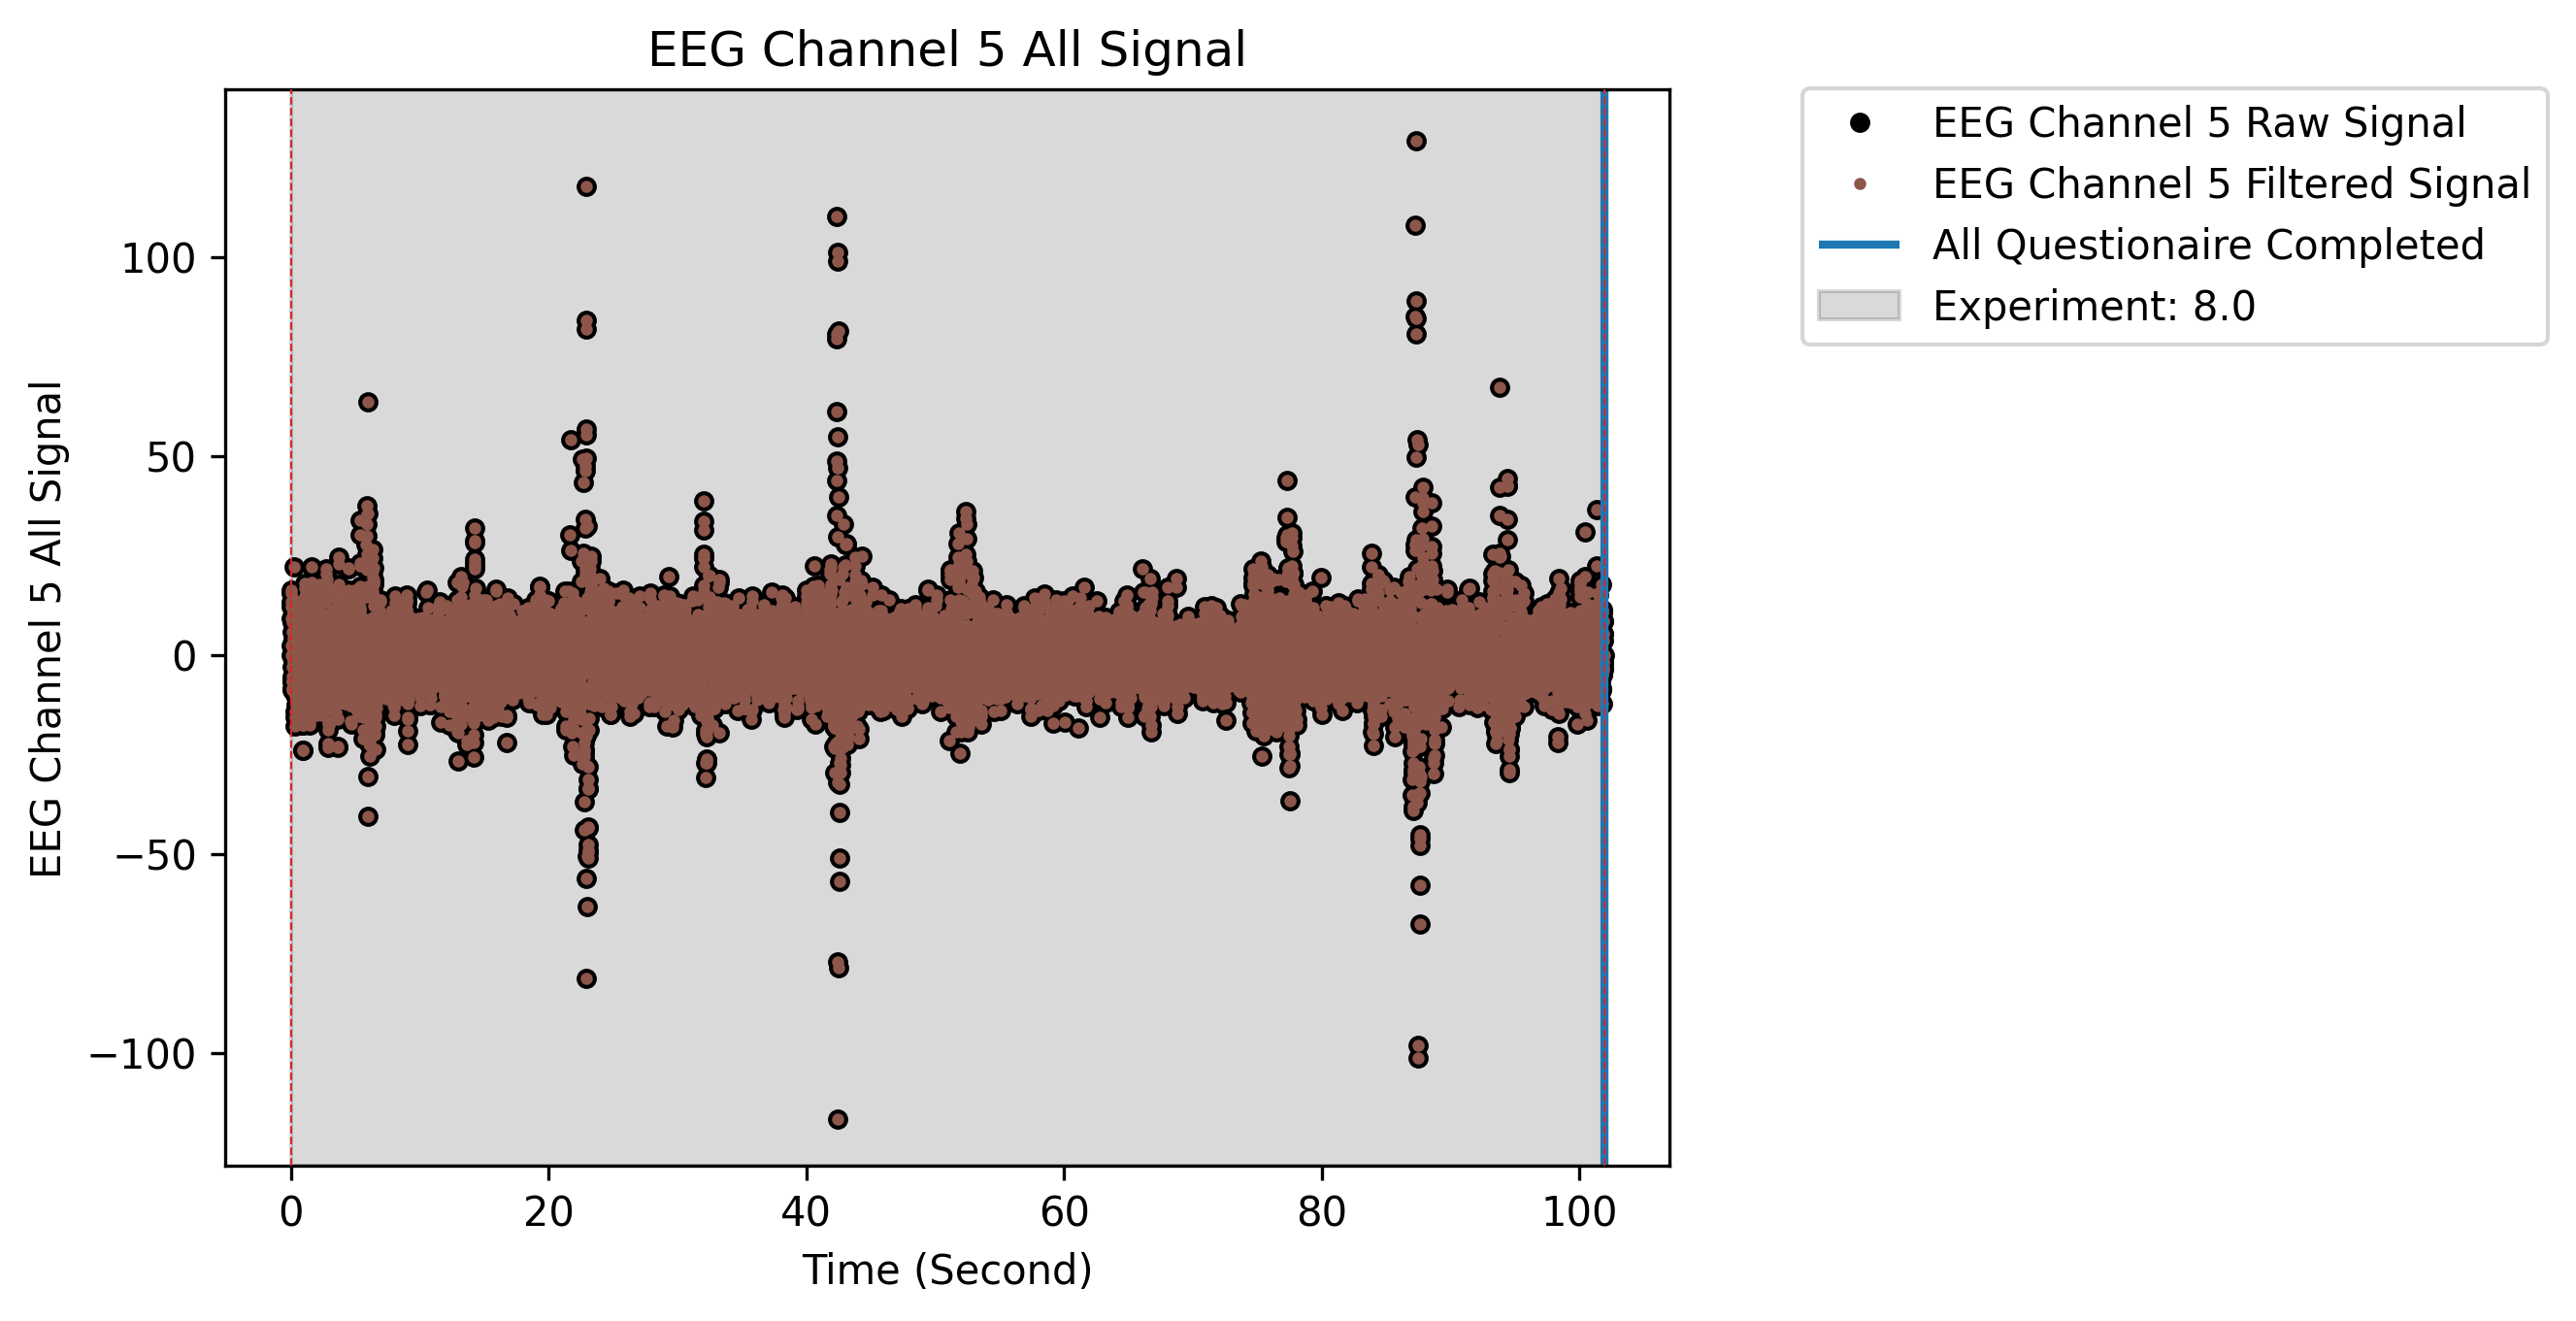 EEG Channel 5 All Signal
EEG Channel 5 Raw Signal
EEG Channel 5 Filtered Signal
All Questionaire Completed
Experiment: 8.0
EEG Channel 5 All Signal
100
50
0
−50
−100
0 20 40 60 80 100
Time (Second)